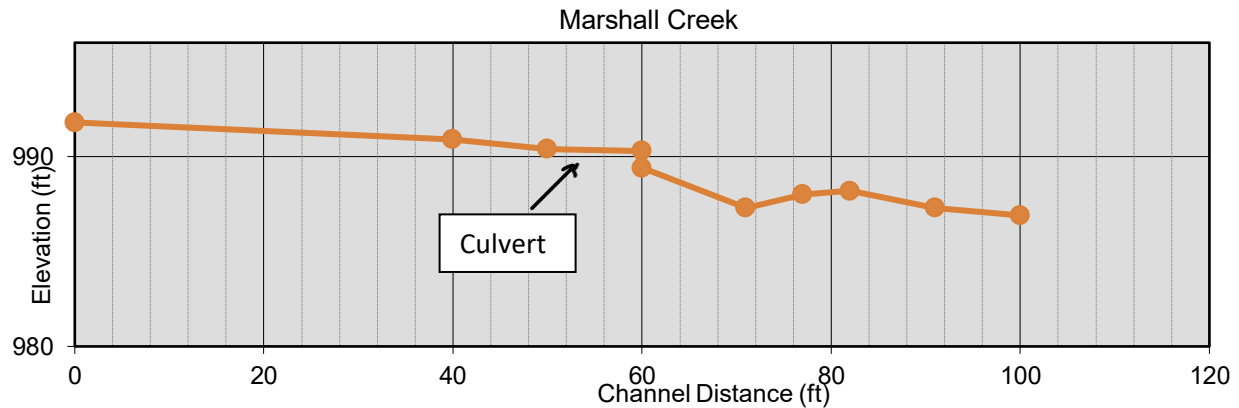 Marshall Creek
Elevation (ft)
990
980
Culvert
0 20 40 60 80 100 120
Channel Distance (ft)